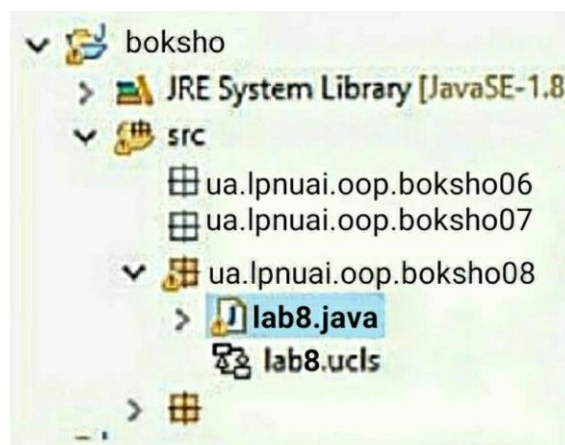 boksho
JRE System Library [JavaSE-1.8]
src
ua.lpnuai.oop.boksho06
ua.lpnuai.oop.boksho07
ua.lpnuai.oop.boksho08
lab8.java
lab8.ucls